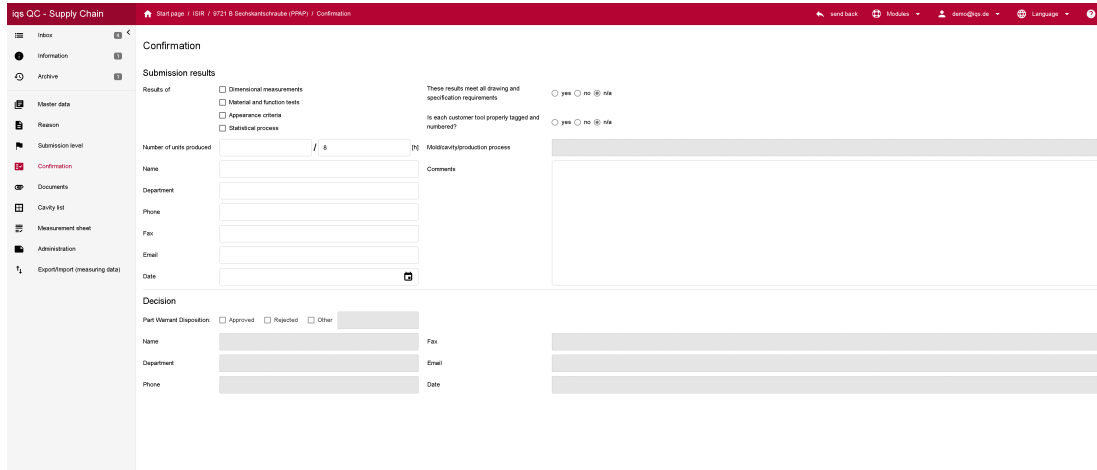 iqs QC - Supply Chain
Start page / ISIR / 9721 B Sechskantschraube (PPAP) / Confirmation
send back
Modules
demo@iqs.de
Language
?
Inbox 4
Information 1
Archive 1
Master data
Reason
Submission level
Confirmation
Documents
Cavity list
Measurement sheet
Administration
Export/Import (measuring data)
Confirmation
Submission results
Results of
Dimensional measurements
Material and function tests
Appearance criteria
Statistical process
These results meet all drawing and
specification requirements
yes no n/a
Is each customer tool properly tagged and
numbered?
yes no n/a
Number of units produced / 8 [h]
Mold/cavity/production process
Name
Comments
Department
Phone
Fax
Email
Date
Decision
Part Warrant Disposition: Approved Rejected Other
Name
Fax
Department
Email
Phone
Date